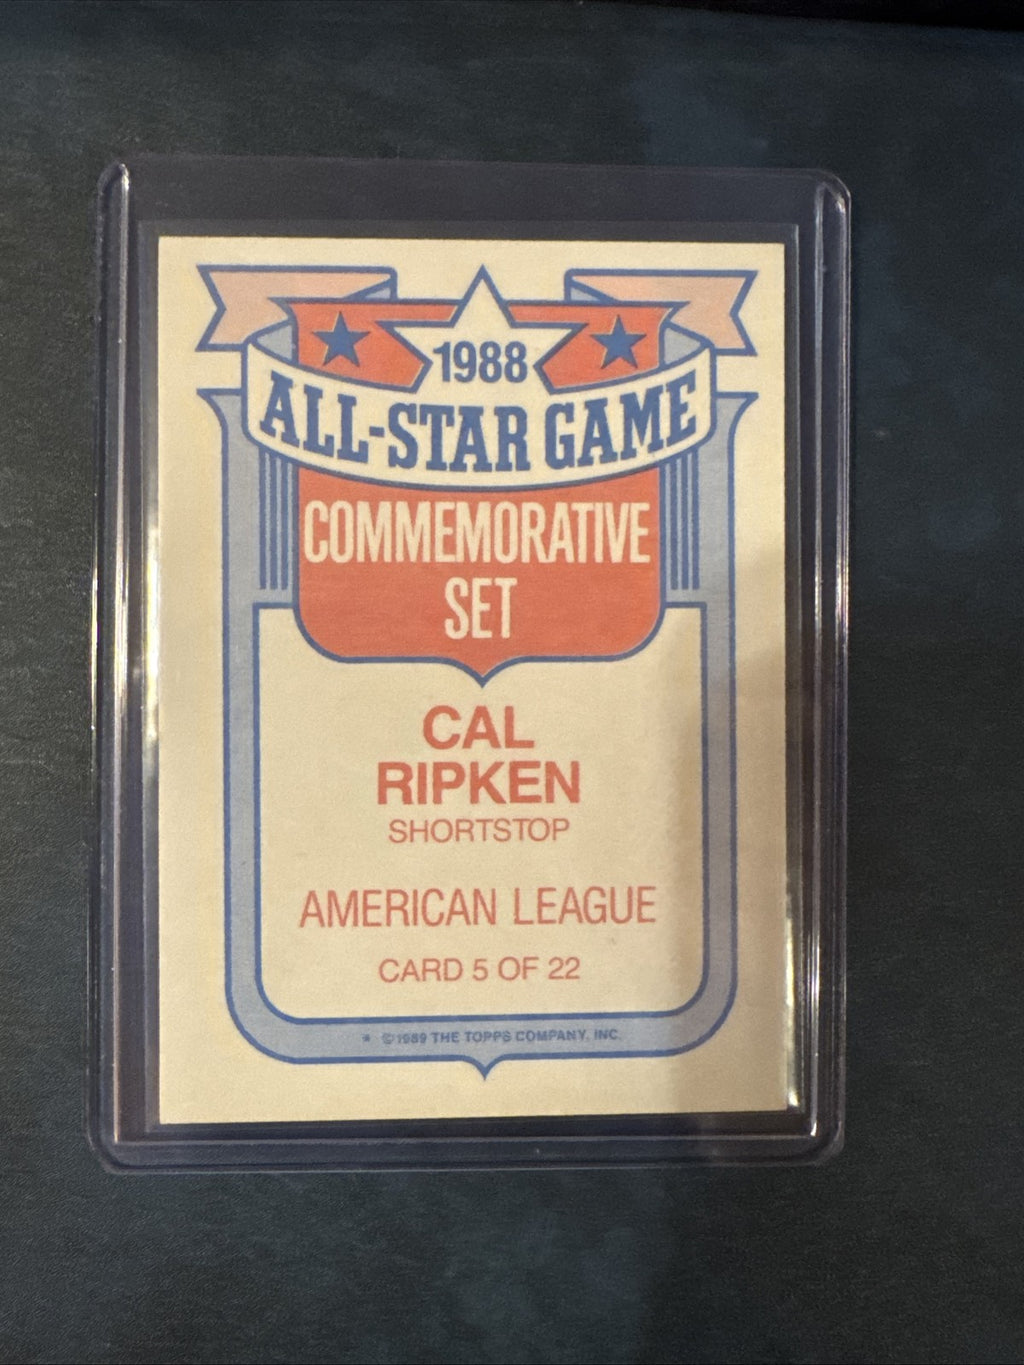 1988
ALL-STAR GAME
COMMEMORATIVE
SET
CAL
RIPKEN
SHORTSTOP
AMERICAN LEAGUE
CARD 5 OF 22
* ©1989 THE TOPPS COMPANY, INC.